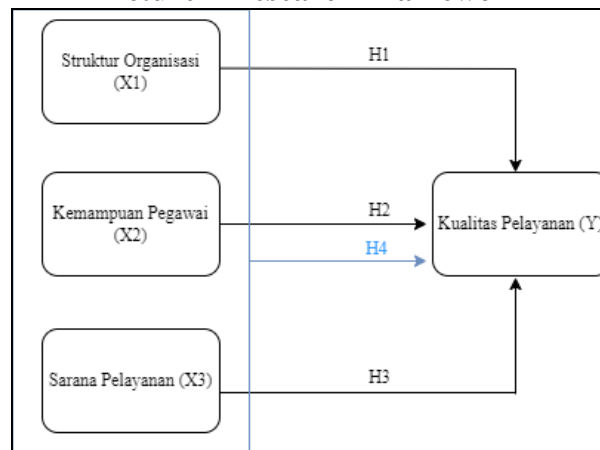 Struktur Organisasi
(X1)
H1
Kemampuan Pegawai
(X2)
H2
Kualitas Pelayanan (Y)
H4
Sarana Pelayanan (X3)
H3